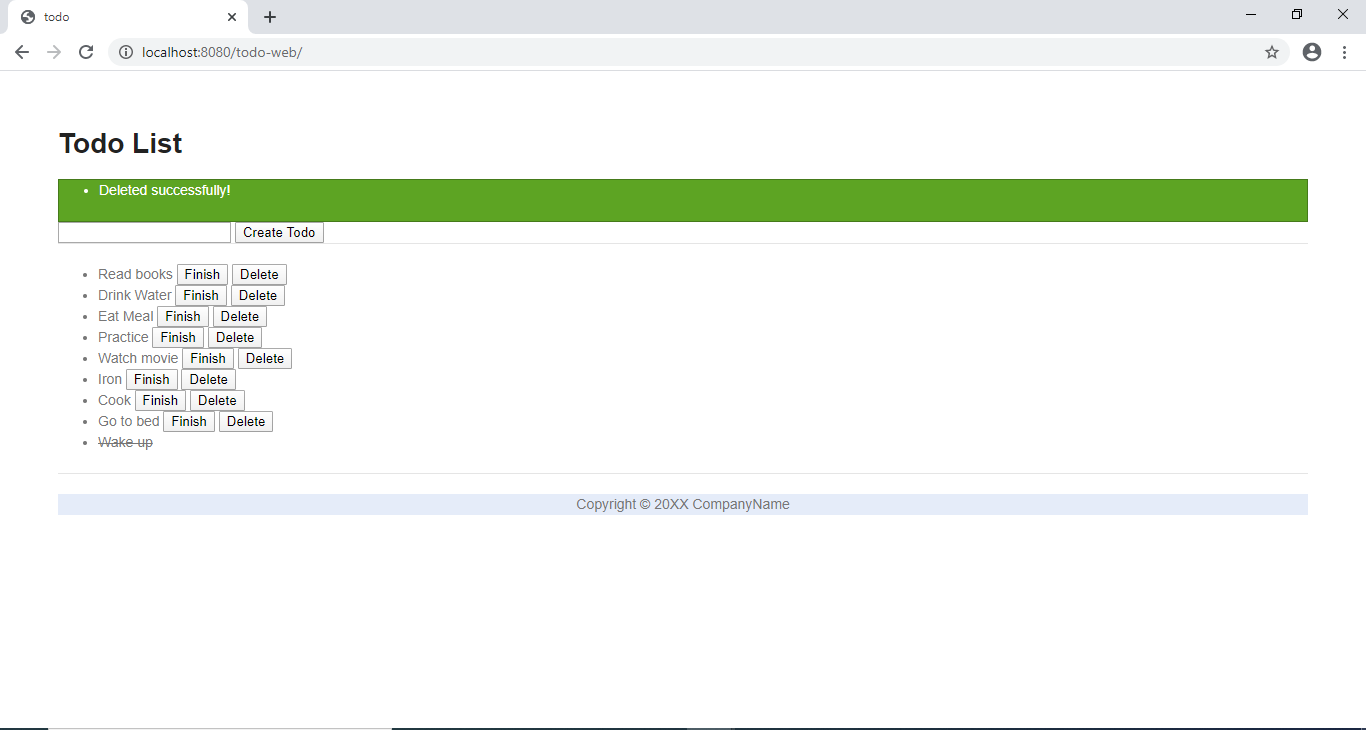 todo
localhost:8080/todo-web/
Todo List
Deleted successfully!
Create Todo
Read books Finish Delete
Drink Water Finish Delete
Eat Meal Finish Delete
Practice Finish Delete
Watch movie Finish Delete
Iron Finish Delete
Cook Finish Delete
Go to bed Finish Delete
Wake up
Copyright © 20XX CompanyName